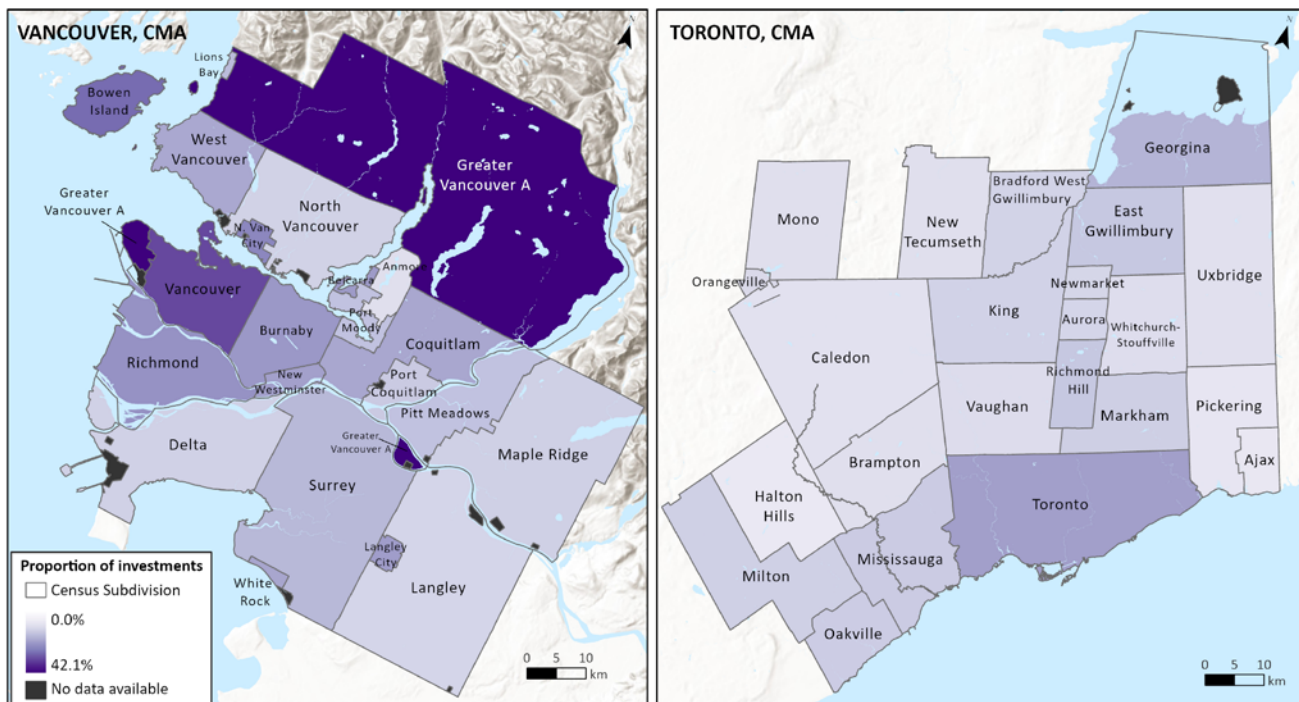 VANCOUVER, CMA
Lions
Bay
Bowen
Island
West
Vancouver
Greater
Vancouver A
Greater
Vancouver A
North
Vancouver
N. Van
City
Anmore
Belcarra
Vancouver
Port
Moody
Burnaby
Coquitlam
Richmond
New
Westminster
Port
Coquitlam
Pitt Meadows
Delta
Greater
Vancouver A
Maple Ridge
Surrey
Langley
City
Langley
White
Rock
Proportion of investments
Census Subdivision
0.0%
42.1%
No data available
0 5 10
km
TORONTO, CMA
N
N
Georgina
Mono
New
Tecumseth
Bradford West
Gwillimbury
East
Gwillimbury
Uxbridge
Orangeville
Newmarket
King
Aurora
Whitchurch-
Stouffville
Caledon
Richmond
Hill
Vaughan
Markham
Pickering
Brampton
Ajax
Halton
Hills
Toronto
Mississauga
Milton
Oakville
0 5 10
km